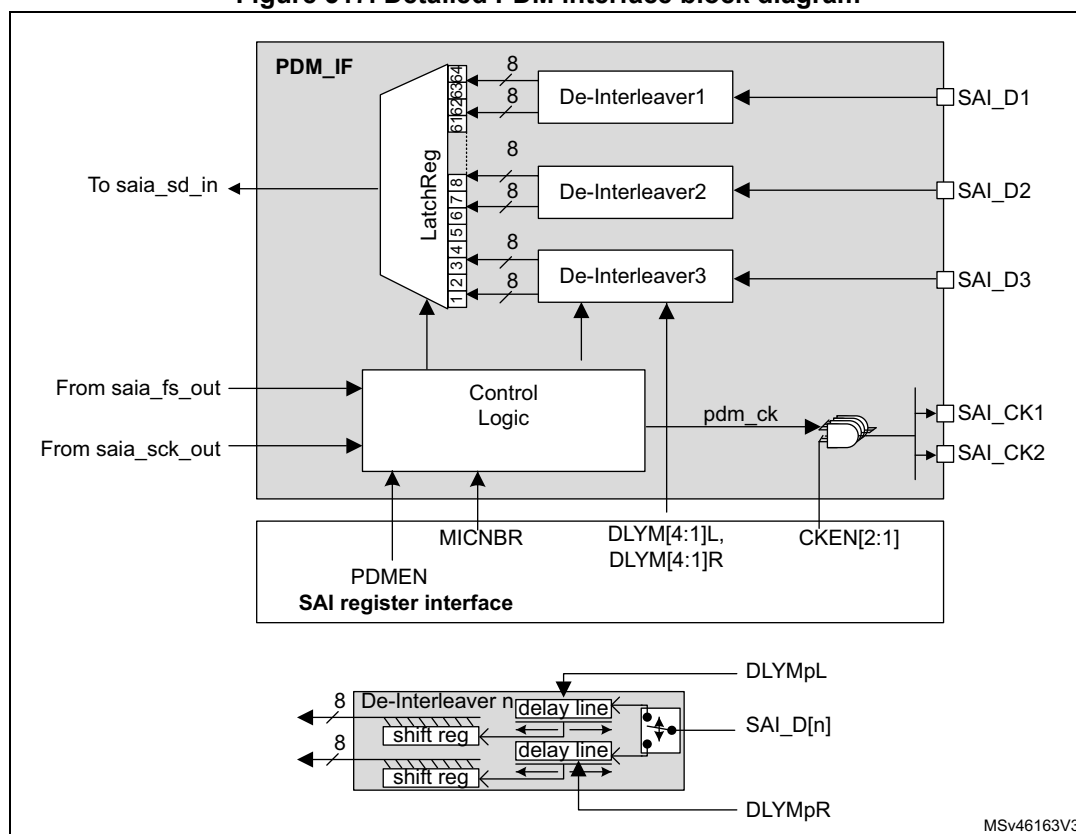 Figure 317. Detailed PDM interface block diagram
PDM_IF
64
63
62
61
8
7
6
5
4
3
2
1
LatchReg
8
8
De-Interleaver1
SAI_D1
8
8
De-Interleaver2
SAI_D2
8
8
De-Interleaver3
SAI_D3
To saia_sd_in
From saia_fs_out
From saia_sck_out
Control
Logic
pdm_ck
SAI_CK1
SAI_CK2
PDMEN
MICNBR
DLYM[4:1]L,
DLYM[4:1]R
CKEN[2:1]
SAI register interface
De-Interleaver n
8
8
shift reg
shift reg
delay line
delay line
DLYMpL
SAI_D[n]
DLYMpR
MSv46163V3